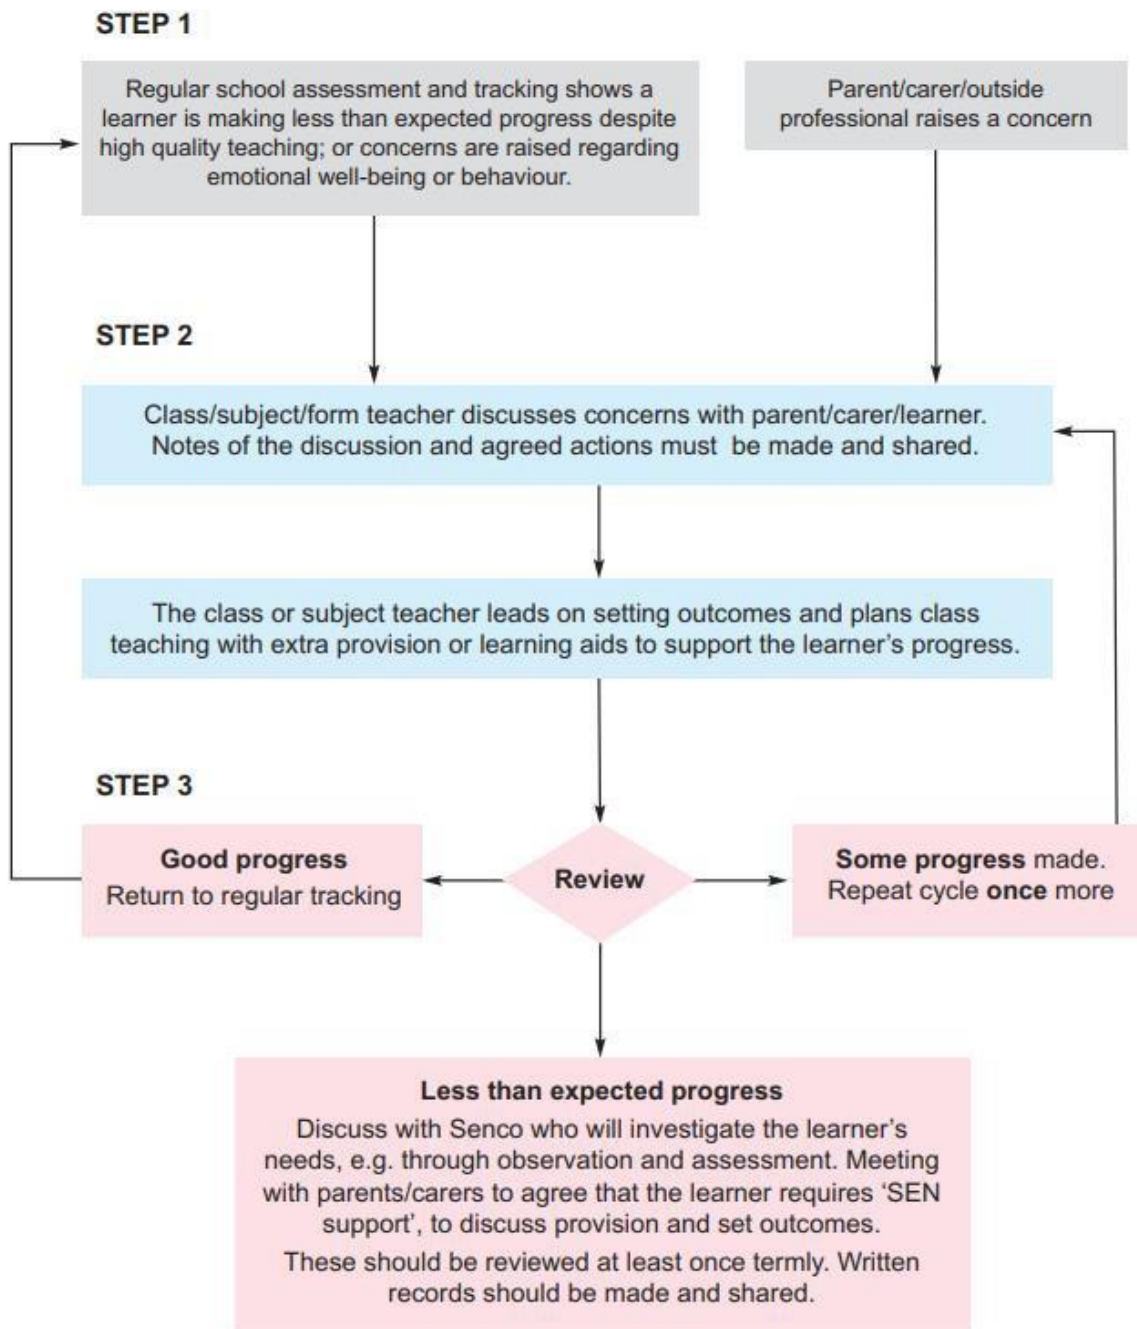 STEP 1
Regular school assessment and tracking shows a
learner is making less than expected progress despite
high quality teaching; or concerns are raised regarding
emotional well-being or behaviour.
Parent/carer/outside
professional raises a concern
STEP 2
Class/subject/form teacher discusses concerns with parent/carer/learner.
Notes of the discussion and agreed actions must be made and shared.
The class or subject teacher leads on setting outcomes and plans class
teaching with extra provision or learning aids to support the learner’s progress.
STEP 3
Good progress
Return to regular tracking
Review
Some progress made.
Repeat cycle once more
Less than expected progress
Discuss with Senco who will investigate the learner’s
needs, e.g. through observation and assessment. Meeting
with parents/carers to agree that the learner requires ‘SEN
support’, to discuss provision and set outcomes.
These should be reviewed at least once termly. Written
records should be made and shared.